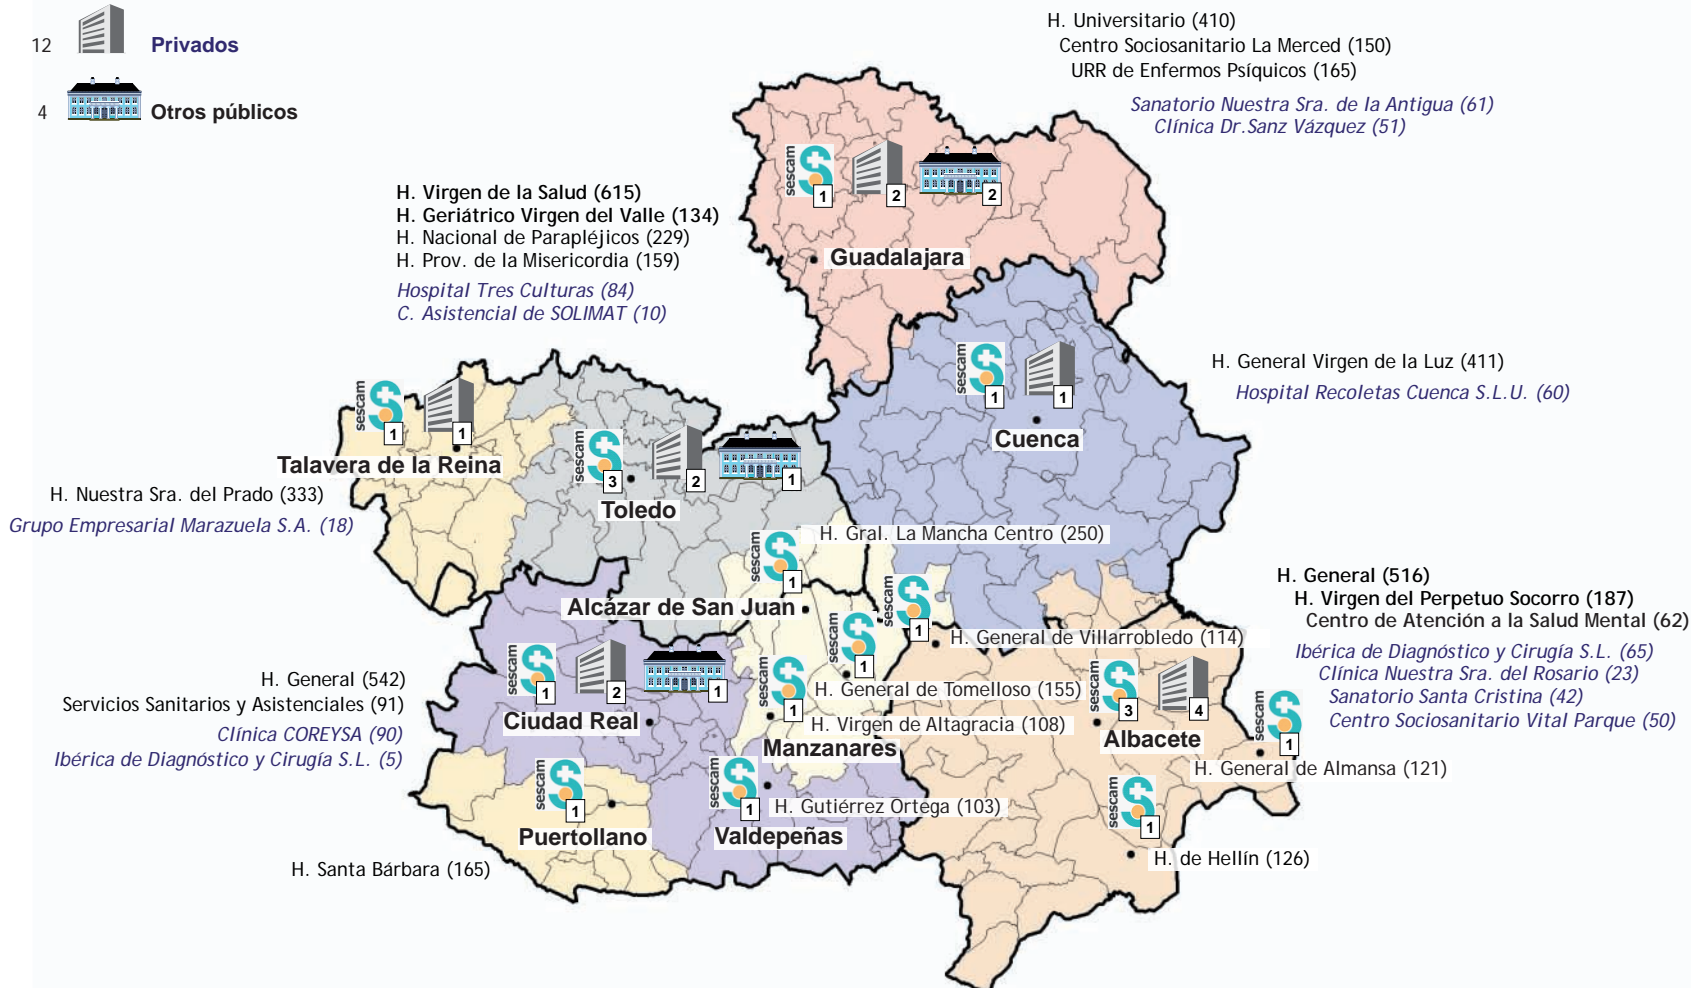 12
Privados
4
Otros públicos
H. Universitario (410)
Centro Sociosanitario La Merced (150)
URR de Enfermos Psíquicos (165)
Sanatorio Nuestra Sra. de la Antigua (61)
Clínica Dr.Sanz Vázquez (51)
sescam
1
2
2
Guadalajara
H. Virgen de la Salud (615)
H. Geriátrico Virgen del Valle (134)
H. Nacional de Parapléjicos (229)
H. Prov. de la Misericordia (159)
Hospital Tres Culturas (84)
C. Asistencial de SOLIMAT (10)
sescam
1
1
Cuenca
H. General Virgen de la Luz (411)
Hospital Recoletas Cuenca S.L.U. (60)
sescam
1
1
Talavera de la Reina
H. Nuestra Sra. del Prado (333)
Grupo Empresarial Marazuela S.A. (18)
sescam
3
2
1
Toledo
sescam
1
H. Gral. La Mancha Centro (250)
Alcázar de San Juan
sescam
1
H. General de Villarrobledo (114)
H. General (516)
H. Virgen del Perpetuo Socorro (187)
Centro de Atención a la Salud Mental (62)
Ibérica de Diagnóstico y Cirugía S.L. (65)
Clínica Nuestra Sra. del Rosario (23)
Sanatorio Santa Cristina (42)
Centro Sociosanitario Vital Parque (50)
H. General (542)
Servicios Sanitarios y Asistenciales (91)
Clínica COREYSA (90)
Ibérica de Diagnóstico y Cirugía S.L. (5)
sescam
1
2
1
Ciudad Real
sescam
1
H. General de Tomelloso (155)
sescam
1
H. Virgen de Altagracia (108)
Manzanares
sescam
3
4
Albacete
sescam
1
H. General de Almansa (121)
sescam
1
Puertollano
H. Santa Bárbara (165)
sescam
1
H. Gutiérrez Ortega (103)
Valdepeñas
sescam
1
H. de Hellín (126)